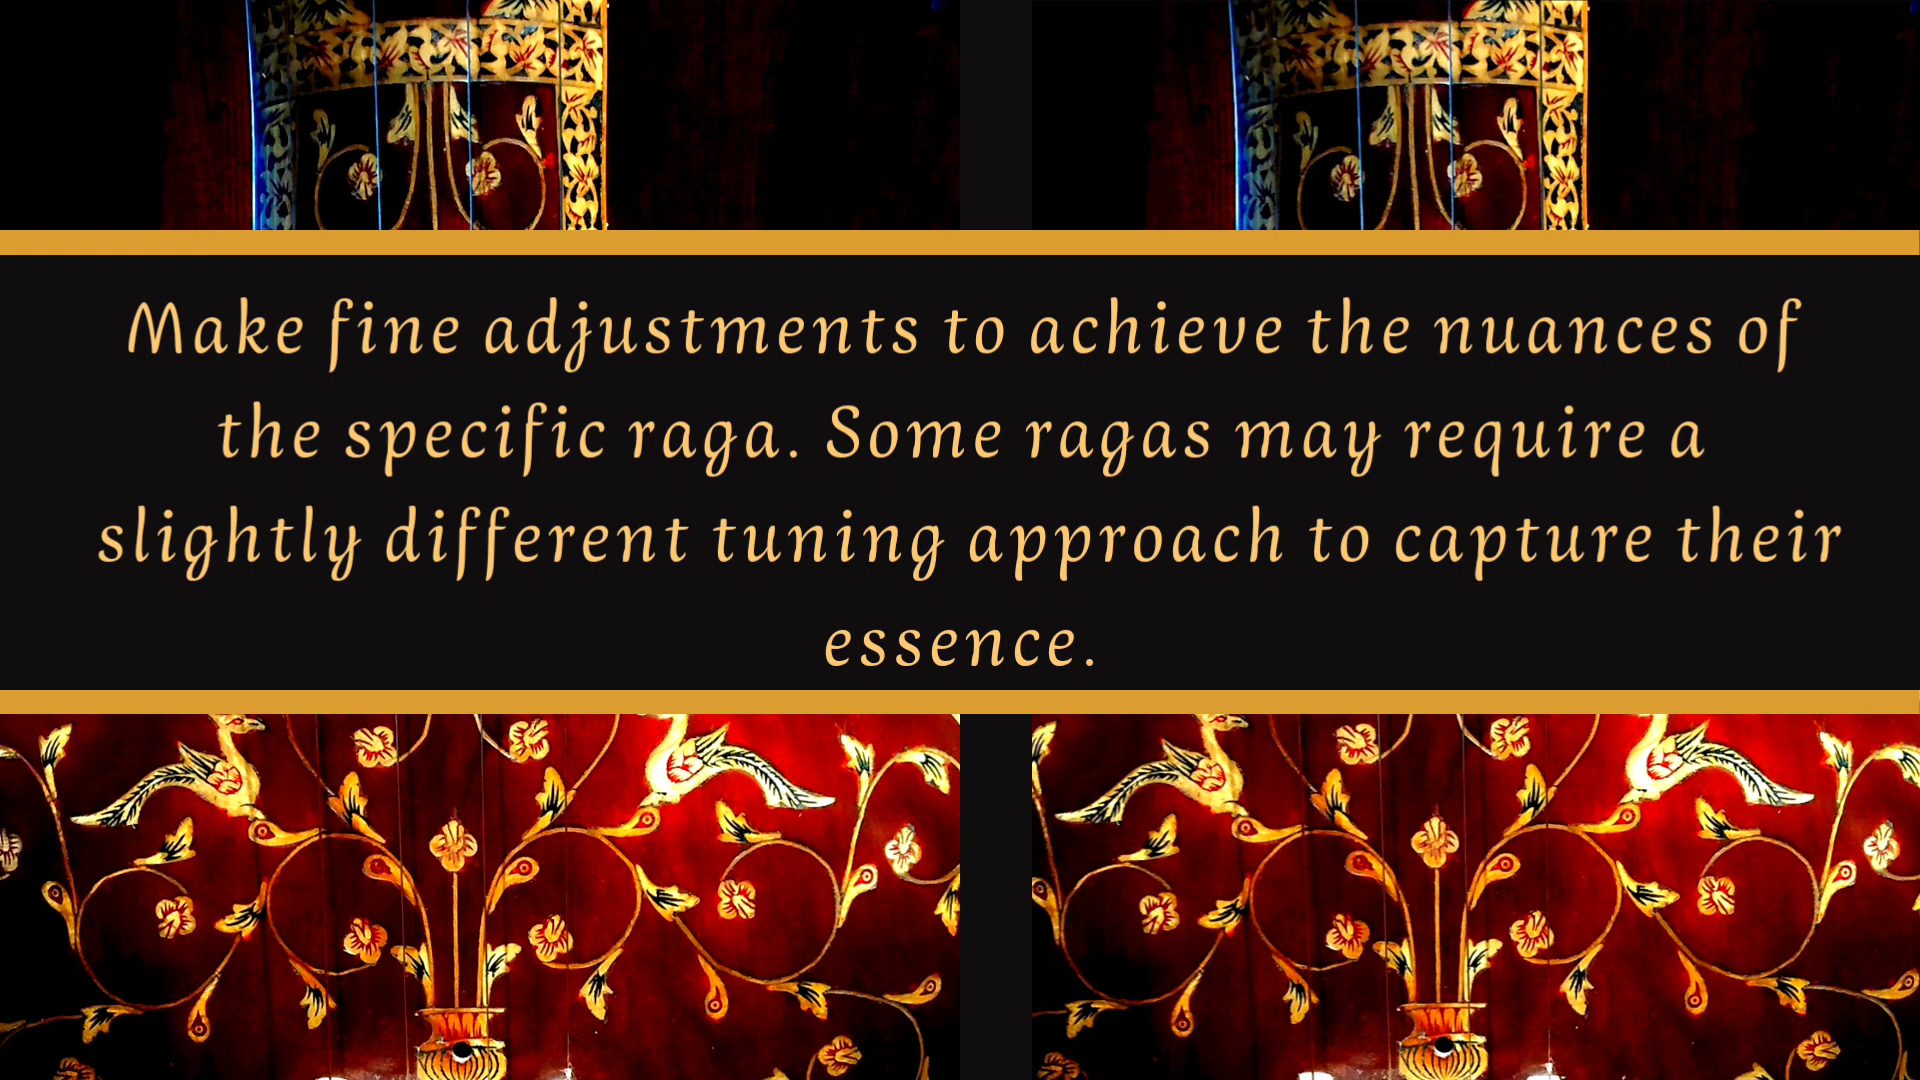 Make fine adjustments to achieve the nuances of
the specific raga. Some ragas may require a
slightly different tuning approach to capture their
essence.